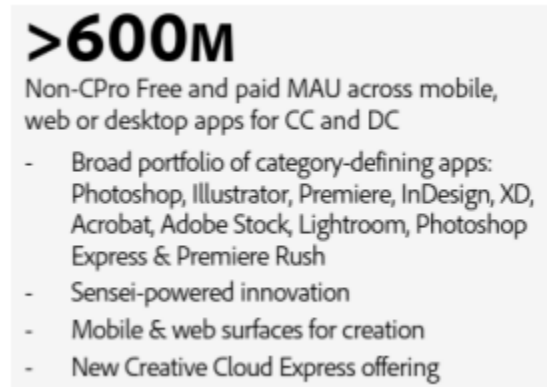 >600M
Non-CPro Free and paid MAU across mobile,
web or desktop apps for CC and DC
- Broad portfolio of category-defining apps:
Photoshop, Illustrator, Premiere, InDesign, XD,
Acrobat, Adobe Stock, Lightroom, Photoshop
Express & Premiere Rush
- Sensei-powered innovation
- Mobile & web surfaces for creation
- New Creative Cloud Express offering